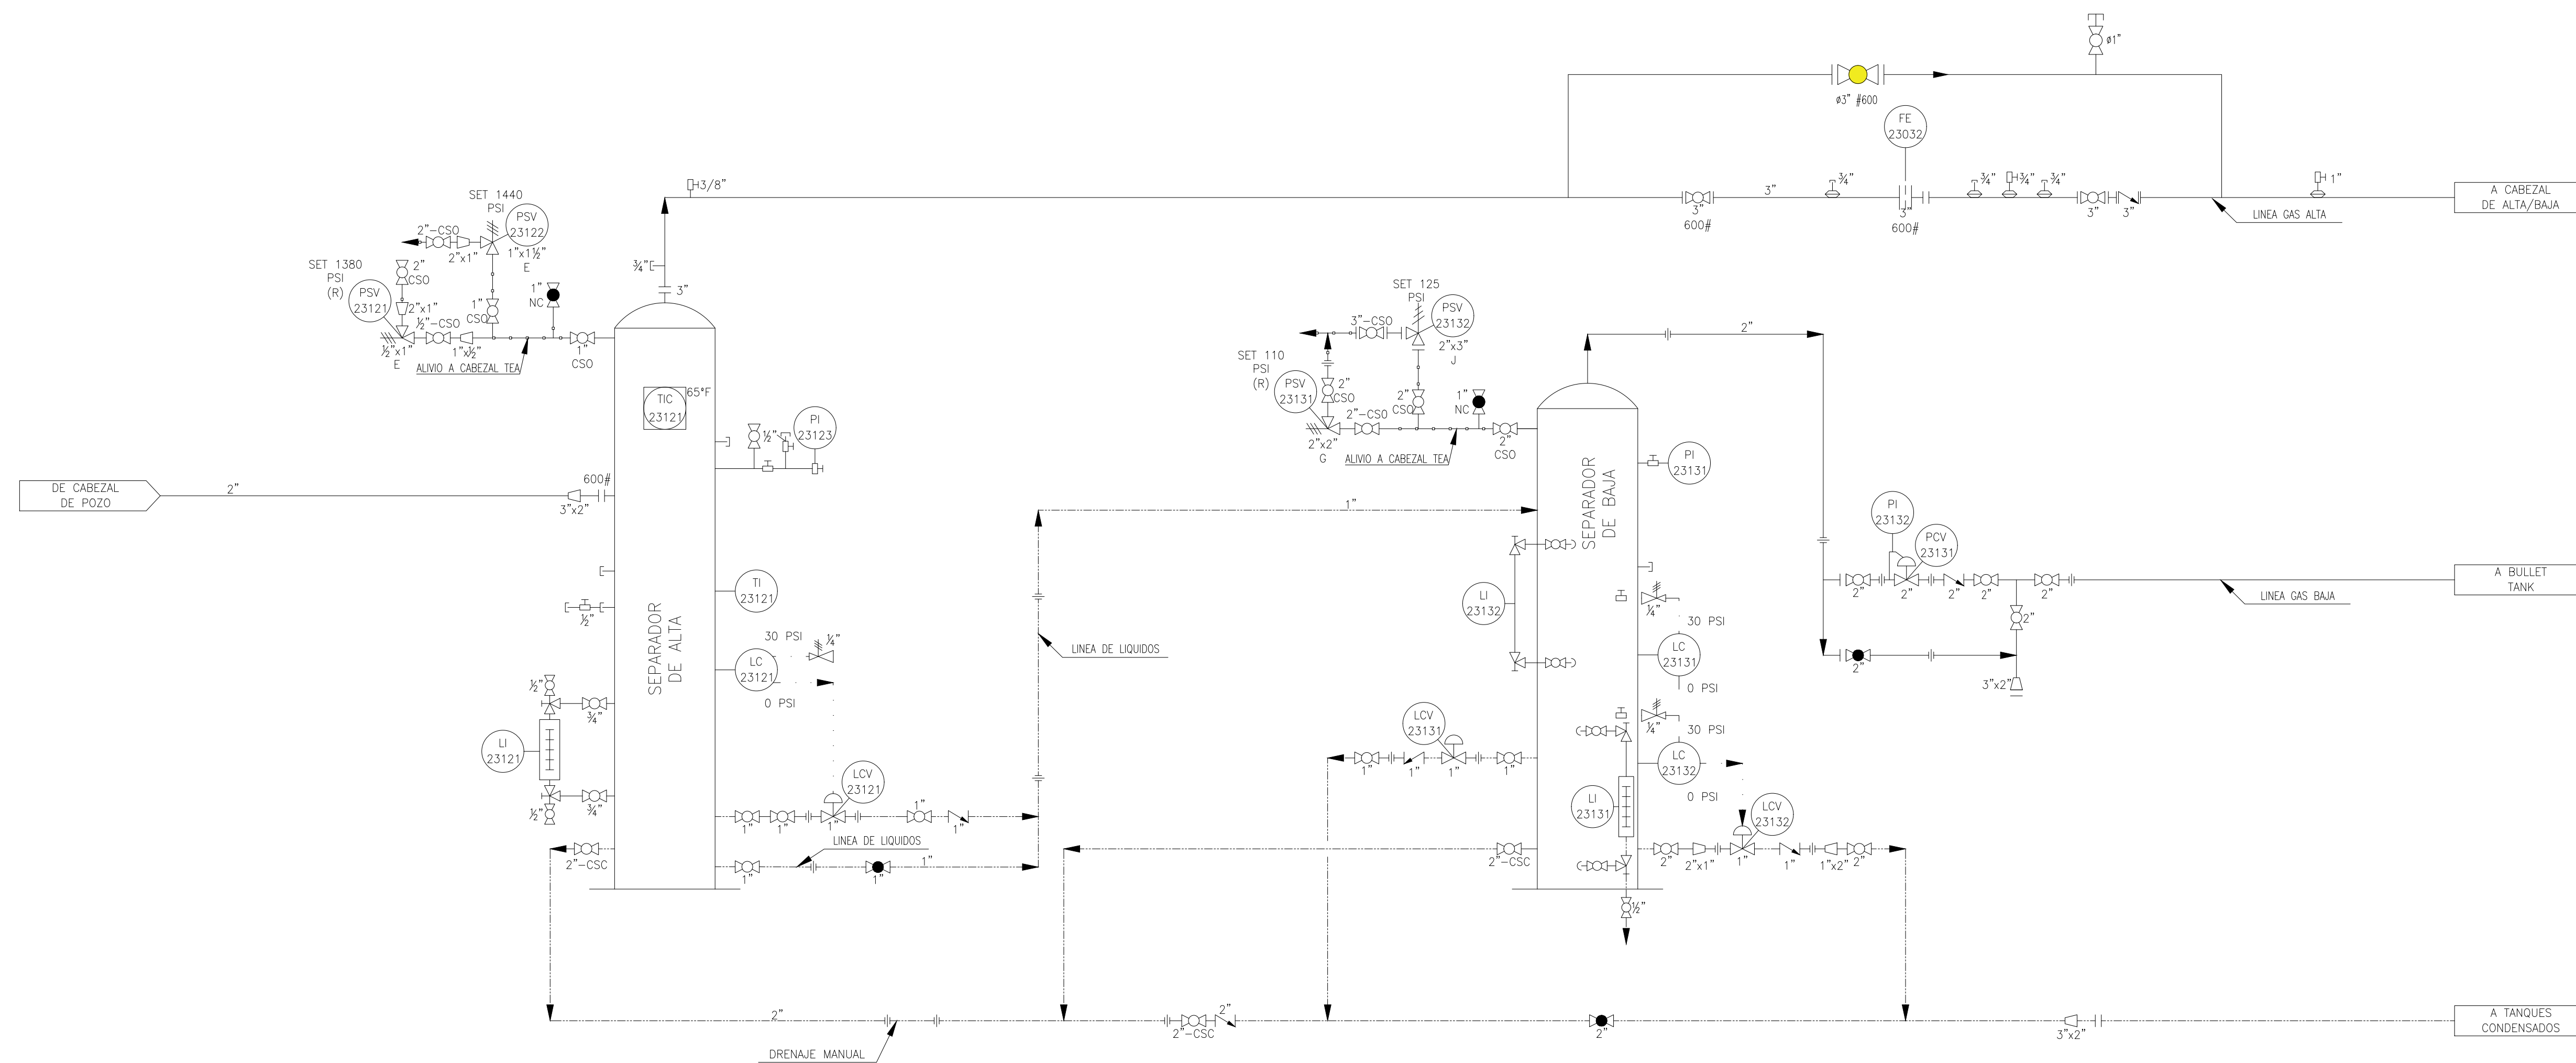 ø1"
ø3" #600
FE
23032
3/8"
3"
600#
3"
¾"
3"
600#
¾"
¾"
¾"
3"
3"
1"
LINEA GAS ALTA
A CABEZAL
DE ALTA/BAJA
SET 1440
PSI
PSV
23122
2"-CSO
2"x1"
1"x1½"
E
SET 1380
PSI
(R)
PSV
23121
2"
CSO
2"x1"
½"-CSO
½"x1"
E
1"x½"
1"
CSO
1"
NC
1"
CSO
ALIVIO A CABEZAL TEA
¾"
3"
TIC
23121
65°F
½"
PI
23123
DE CABEZAL
DE POZO
2"
600#
3"x2"
½"
TI
23121
SEPARADOR
DE ALTA
30 PSI
¼"
LC
23121
0 PSI
½"
¾"
LI
23121
½"
¾"
2"-CSC
LCV
23121
1"
1"
1"
1"
1"
LINEA DE LIQUIDOS
1"
1"
1"
LINEA DE LIQUIDOS
1"
SET 125
PSI
PSV
23132
3"-CSO
2"x3"
J
SET 110
PSI
(R)
PSV
23131
2"
CSO
2"-CSO
2"x2"
G
2"
CSO
1"
NC
2"
CSO
ALIVIO A CABEZAL TEA
2"
SEPARADOR
DE BAJA
PI
23131
LI
23132
¼"
30 PSI
LC
23131
0 PSI
¼"
30 PSI
LC
23132
0 PSI
LCV
23131
1"
1"
1"
1"
LI
23131
2"-CSC
½"
LCV
23132
2"
2"x1"
1"
1"
1"x2"
2"
PI
23132
PCV
23131
2"
2"
2"
2"
2"
2"
2"
3"x2"
LINEA GAS BAJA
A BULLET
TANK
2"
DRENAJE MANUAL
2"-CSC
2"
2"
3"x2"
A TANQUES
CONDENSADOS